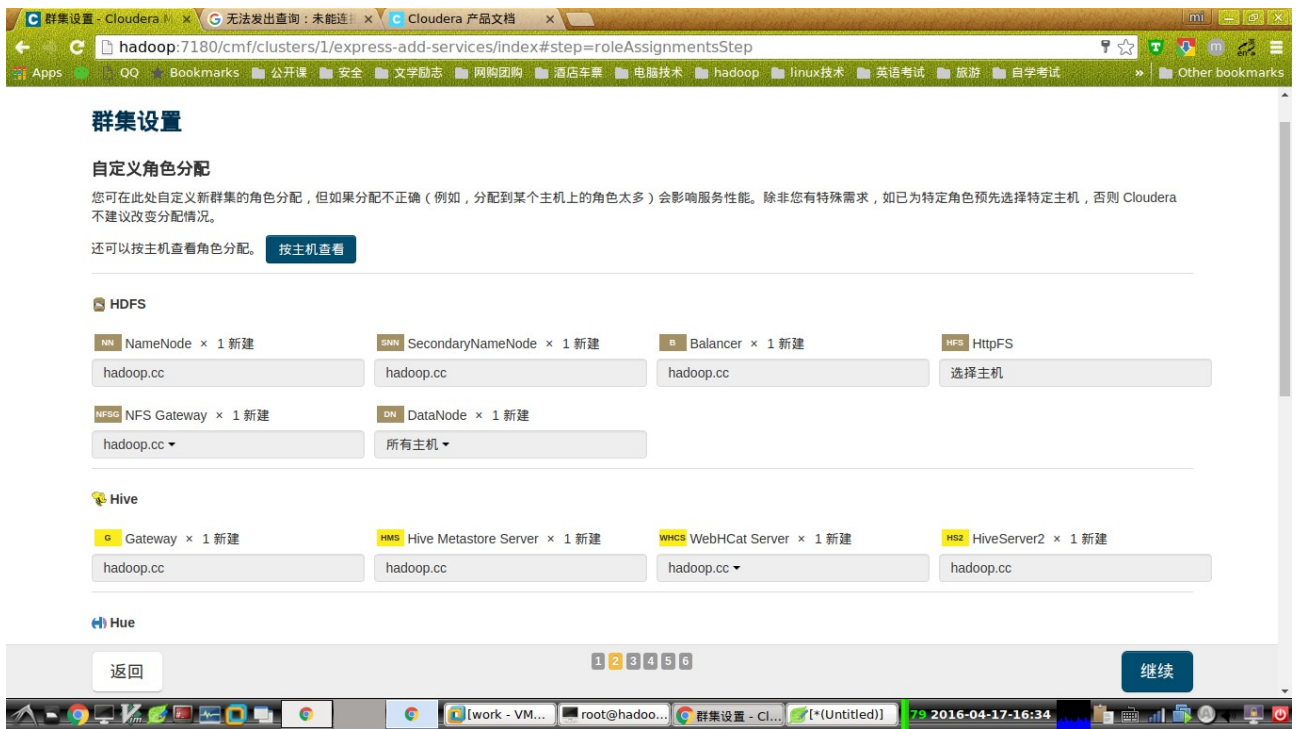 群集设置 - Cloudera M
无法发出查询：未能连接
Cloudera 产品文档
mi
hadoop:7180/cmf/clusters/1/express-add-services/index#step=roleAssignmentsStep
Apps QQ Bookmarks 公开课 安全 文学励志 网购团购 酒店车票 电脑技术 hadoop linux技术 英语考试 旅游 自学考试 » Other bookmarks
群集设置
自定义角色分配
您可在此处自定义新群集的角色分配，但如果分配不正确（例如，分配到某个主机上的角色太多）会影响服务性能。除非您有特殊需求，如已为特定角色预先选择特定主机，否则 Cloudera
不建议改变分配情况。
还可以按主机查看角色分配。 按主机查看
HDFS
NN NameNode × 1 新建 SNN SecondaryNameNode × 1 新建 B Balancer × 1 新建 HFS HttpFS
hadoop.cc hadoop.cc hadoop.cc 选择主机
NFSG NFS Gateway × 1 新建 DN DataNode × 1 新建
hadoop.cc 所有主机
Hive
G Gateway × 1 新建 HMS Hive Metastore Server × 1 新建 WHCS WebHCat Server × 1 新建 HS2 HiveServer2 × 1 新建
hadoop.cc hadoop.cc hadoop.cc hadoop.cc
Hue
返回 1 2 3 4 5 6 继续
[work - VM... root@hadoo... 群集设置 - Cl... [*(Untitled)] 79 2016-04-17-16:34